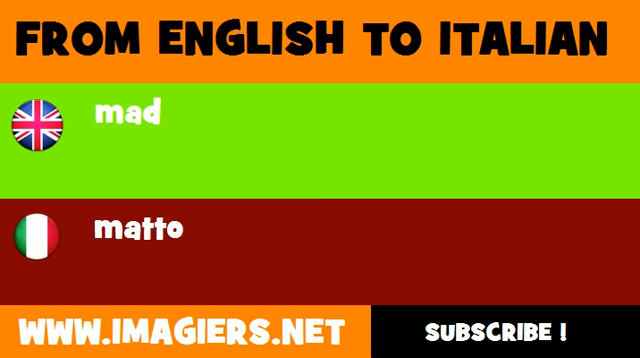 FROM ENGLISH TO ITALIAN
mad
matto
WWW.IMAGIERS.NET
SUBSCRIBE !